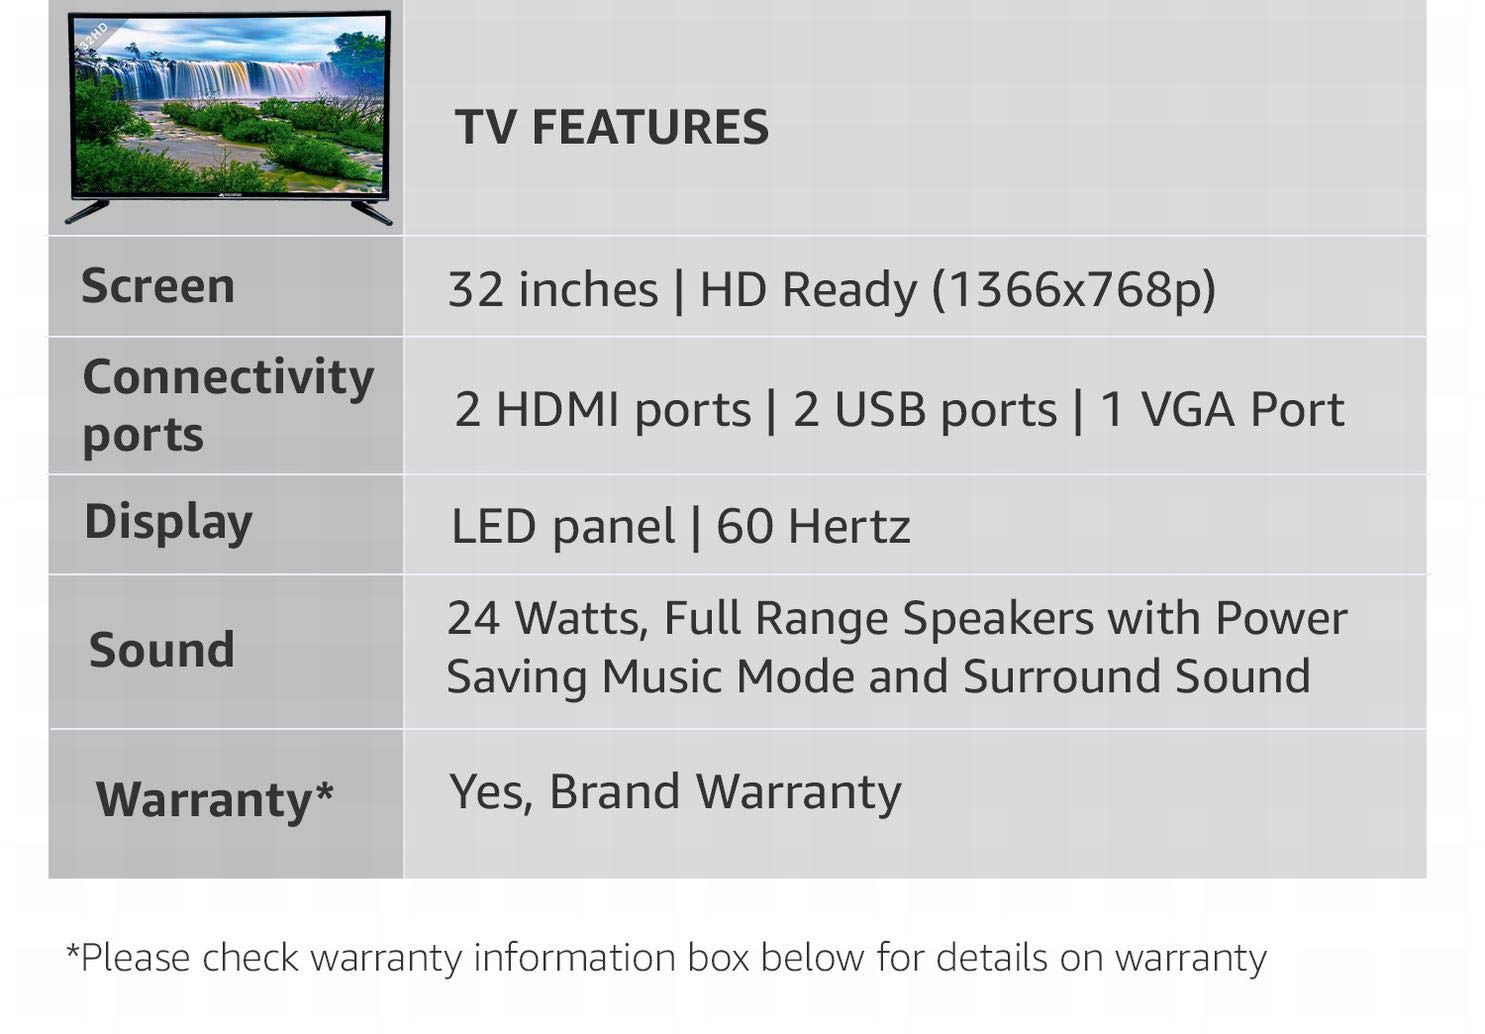 32HD
TV FEATURES
Screen
32 inches | HD Ready (1366x768p)
Connectivity
ports
2 HDMI ports | 2 USB ports | 1 VGA Port
Display
LED panel | 60 Hertz
Sound
24 Watts, Full Range Speakers with Power
Saving Music Mode and Surround Sound
Warranty*
Yes, Brand Warranty
*Please check warranty information box below for details on warranty